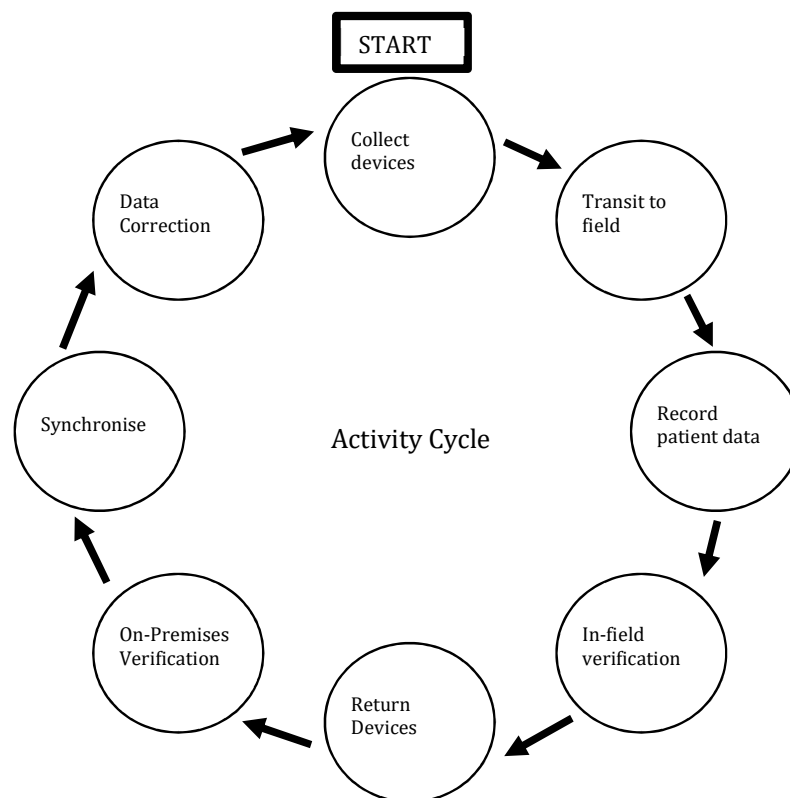 START
Collect
devices
Transit to
field
Record
patient data
In-field
verification
Return
Devices
On-Premises
Verification
Synchronise
Data
Correction
Activity Cycle